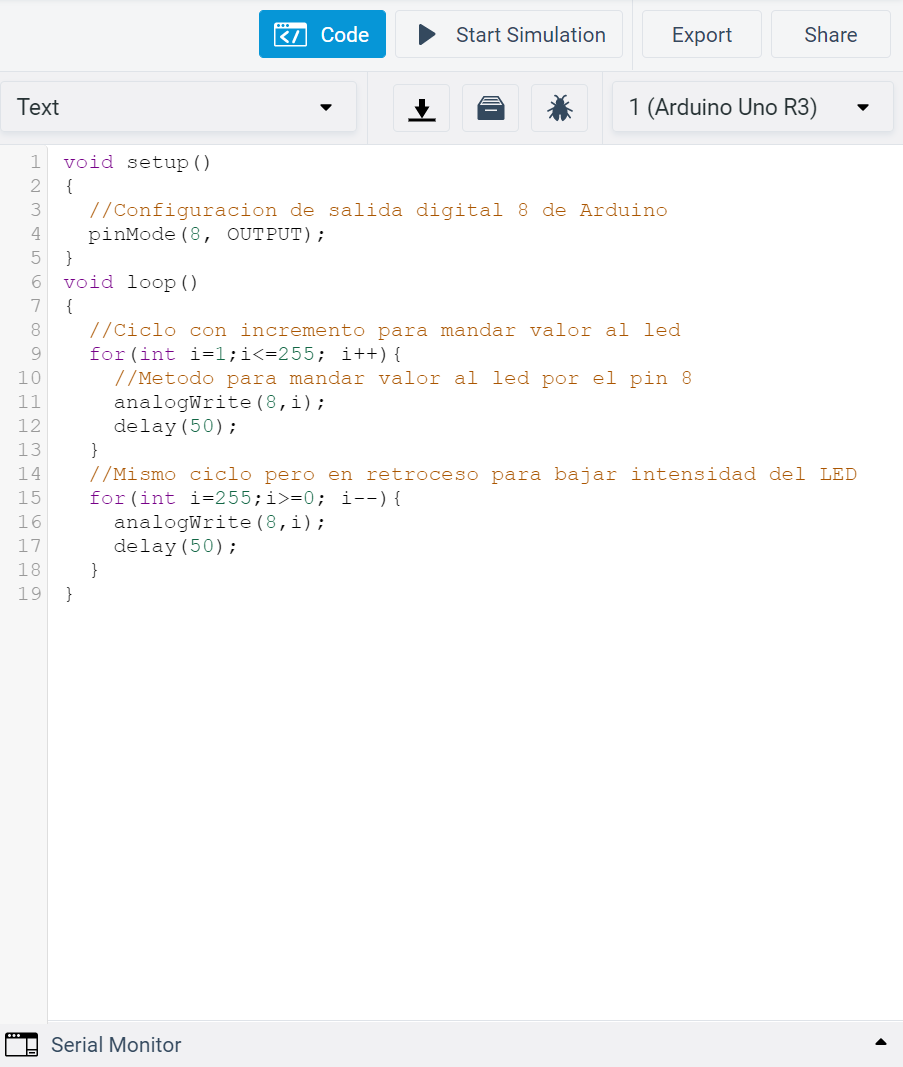 Code
Start Simulation
Export
Share
Text
1 (Arduino Uno R3)
1 void setup()
2 {
3   //Configuracion de salida digital 8 de Arduino
4   pinMode(8, OUTPUT);
5 }
6 void loop()
7 {
8   //Ciclo con incremento para mandar valor al led
9   for(int i=1;i<=255; i++){
10     //Metodo para mandar valor al led por el pin 8
11     analogWrite(8,i);
12     delay(50);
13   }
14   //Mismo ciclo pero en retroceso para bajar intensidad del LED
15   for(int i=255;i>=0; i--){
16     analogWrite(8,i);
17     delay(50);
18   }
19 }
Serial Monitor